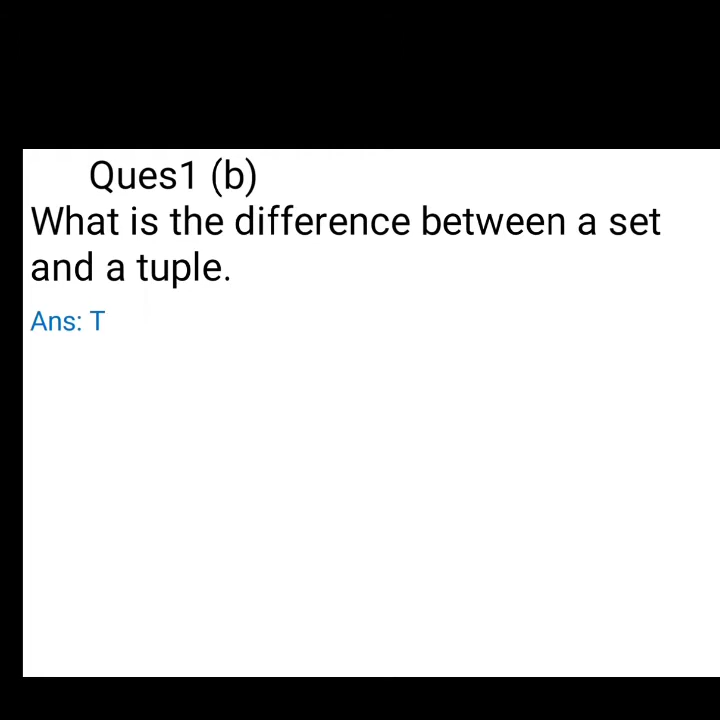 Ques1 (b)
What is the difference between a set
and a tuple.
Ans: T